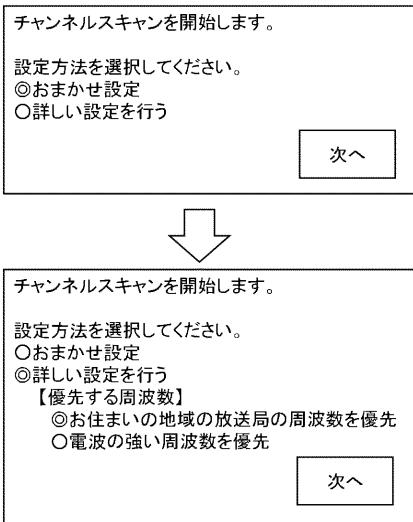 チャンネルスキャンを開始します。
設定方法を選択してください。
◎おまかせ設定
○詳しい設定を行う
次へ
チャンネルスキャンを開始します。
設定方法を選択してください。
○おまかせ設定
◎詳しい設定を行う
【優先する周波数】
◎お住まいの地域の放送局の周波数を優先
○電波の強い周波数を優先
次へ